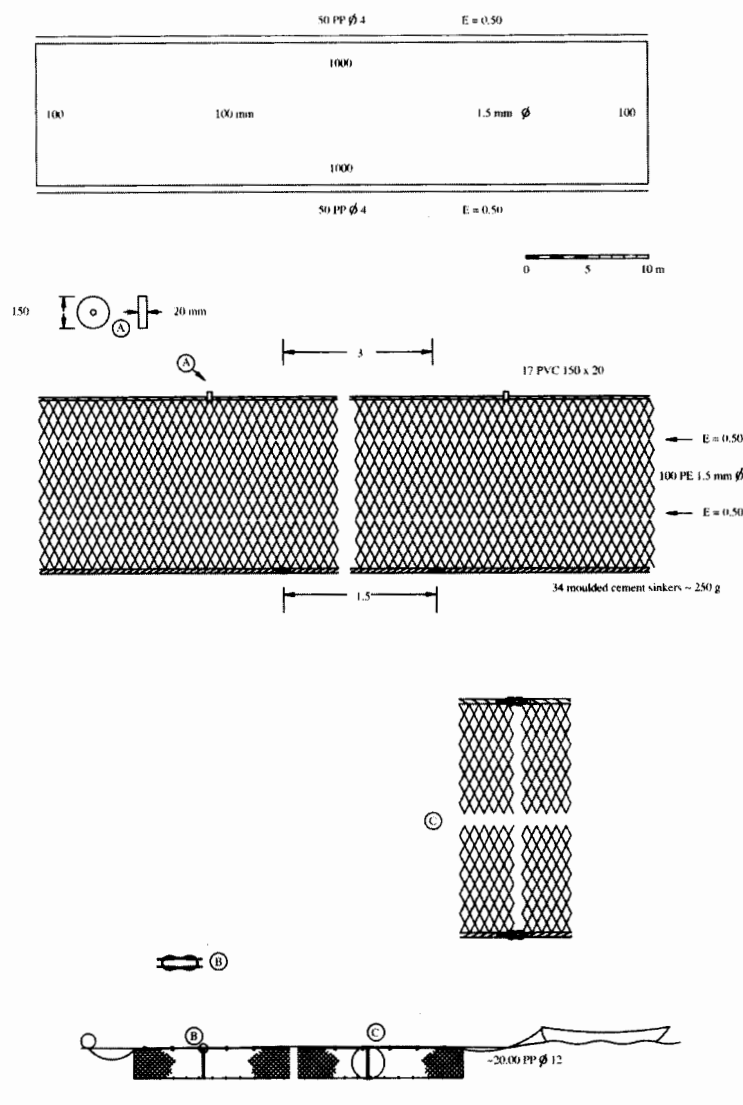 50 PP Ø 4 E = 0.50
1000
100 100 mm 1.5 mm Ø 100
1000
50 PP Ø 4 E = 0.50
0 5 10 m
150 A 20 mm
3
A 17 PVC 150 x 20
E = 0.50
100 PE 1.5 mm Ø
E = 0.50
34 moulded cement sinkers ~ 250 g
1.5
C
B
B C
~20.00 PP Ø 12